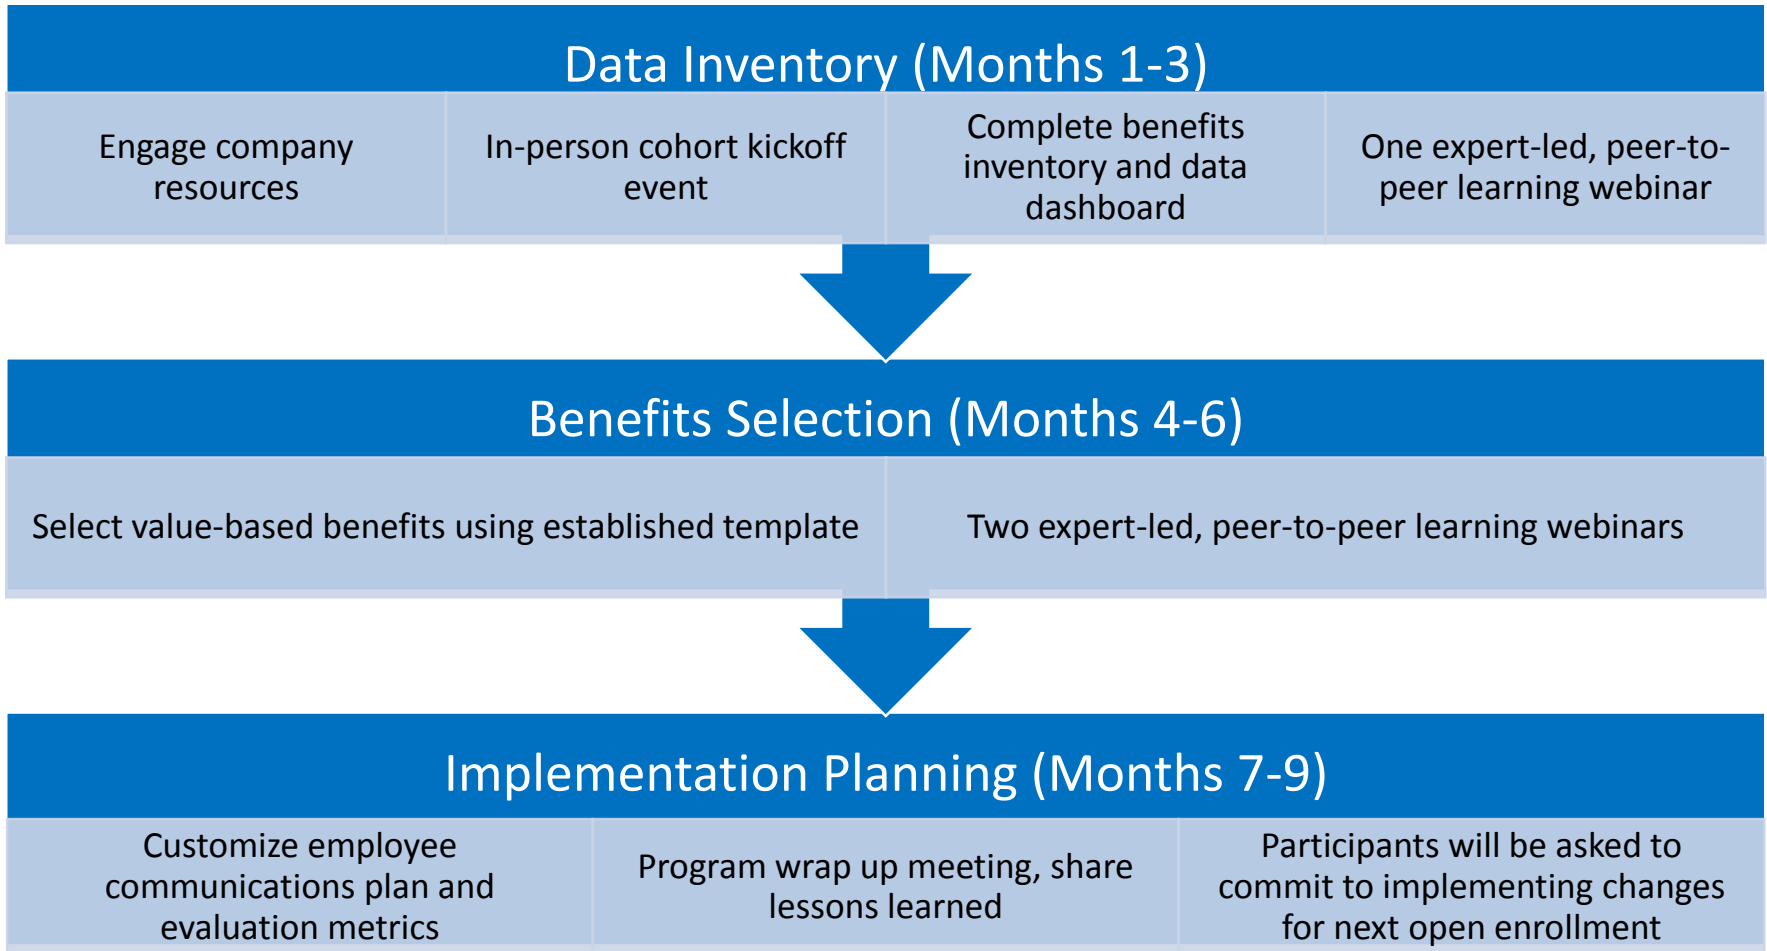 Data Inventory (Months 1-3)
Engage company
resources
In-person cohort kickoff
event
Complete benefits
inventory and data
dashboard
One expert-led, peer-to-
peer learning webinar
Benefits Selection (Months 4-6)
Select value-based benefits using established template
Two expert-led, peer-to-peer learning webinars
Implementation Planning (Months 7-9)
Customize employee
communications plan and
evaluation metrics
Program wrap up meeting, share
lessons learned
Participants will be asked to
commit to implementing changes
for next open enrollment